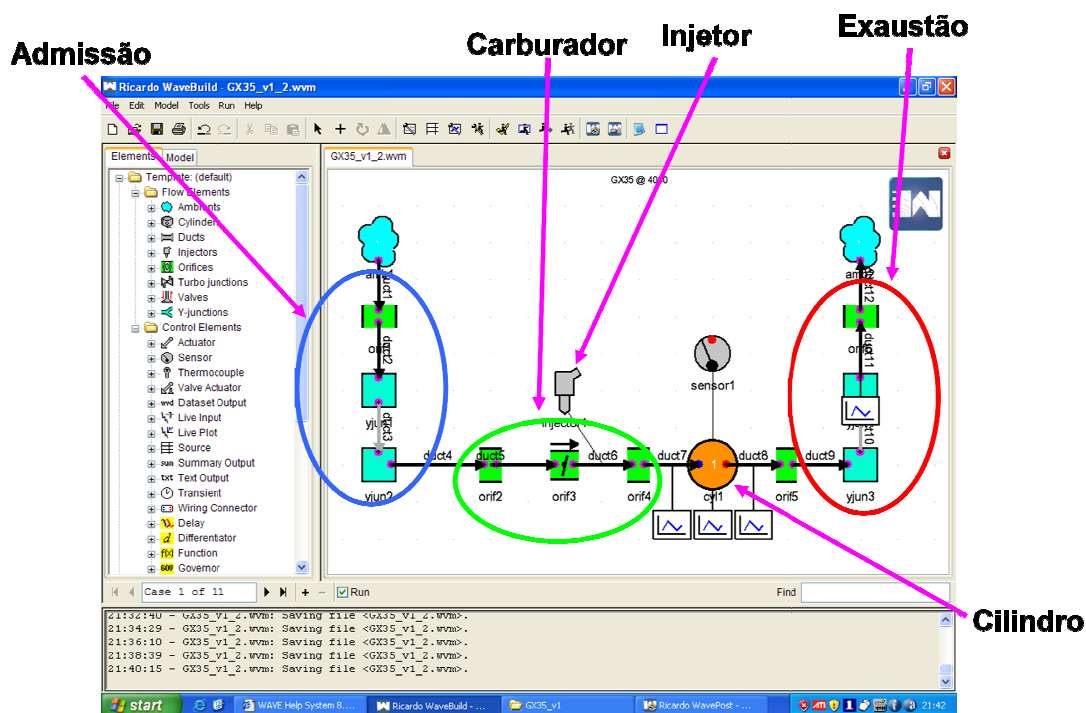 Admissão
Carburador
Injetor
Exaustão
Ricardo WaveBuild - GX35_v1_2.wvm
File Edit Model Tools Run Help
Elements Model
GX35_v1_2.wvm
Template: (default)
Flow Elements
Ambients
Cylinders
Ducts
Injectors
Orifices
Turbo junctions
Valves
Y-junctions
Control Elements
Actuator
Sensor
Thermocouple
Valve Actuator
Dataset Output
Live Input
Live Plot
Source
Summary Output
Text Output
Transient
Wiring Connector
Delay
Differentiator
Function
Governor
duct1
duct2
duct3
yjun2
duct4
orif2
duct5
orif3
injector1
duct6
orif4
duct7
sensor1
1
cyl1
duct8
orif5
duct9
yjun3
duct11
duct12
Cilindro
Case 1 of 11
Run
Find
21:32:40 - GX35_v1_2.wvm: Saving file <GX35_v1_2.wvm>.
21:34:29 - GX35_v1_2.wvm: Saving file <GX35_v1_2.wvm>.
21:36:10 - GX35_v1_2.wvm: Saving file <GX35_v1_2.wvm>.
21:38:39 - GX35_v1_2.wvm: Saving file <GX35_v1_2.wvm>.
21:40:15 - GX35_v1_2.wvm: Saving file <GX35_v1_2.wvm>.
start
WAVE Help System 8....
Ricardo WaveBuild - ...
GX35_v1
Ricardo WavePost - ...
21:42